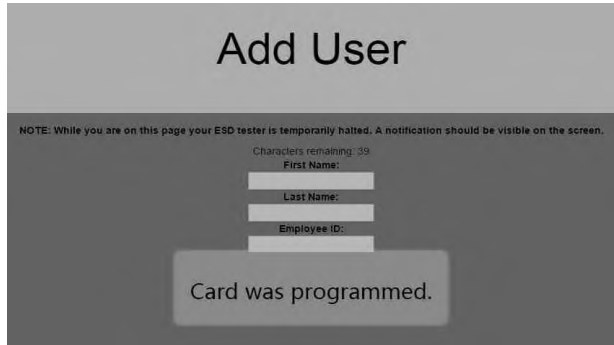 Add User
NOTE: While you are on this page your ESD tester is temporarily halted. A notification should be visible on the screen.
Characters remaining: 39
First Name:
Last Name:
Employee ID:
Card was programmed.